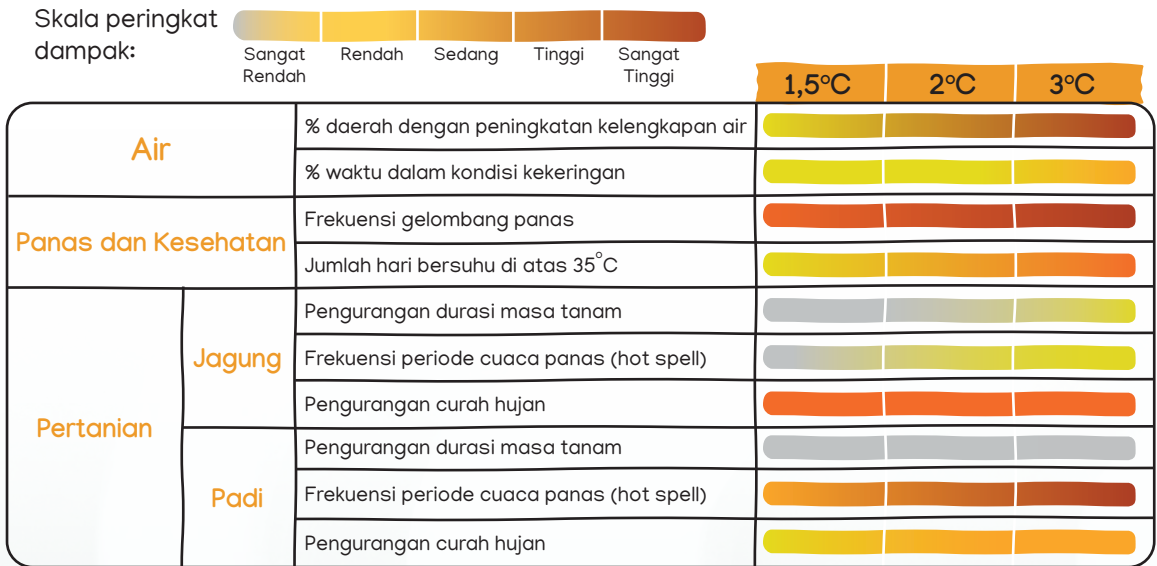 Skala peringkat
dampak:
Sangat
Rendah
Rendah
Sedang
Tinggi
Sangat
Tinggi
1,5°C
2°C
3°C
Air
% daerah dengan peningkatan kelengkapan air
% waktu dalam kondisi kekeringan
Panas dan Kesehatan
Frekuensi gelombang panas
Jumlah hari bersuhu di atas 35°C
Pertanian
Jagung
Pengurangan durasi masa tanam
Frekuensi periode cuaca panas (hot spell)
Pengurangan curah hujan
Padi
Pengurangan durasi masa tanam
Frekuensi periode cuaca panas (hot spell)
Pengurangan curah hujan